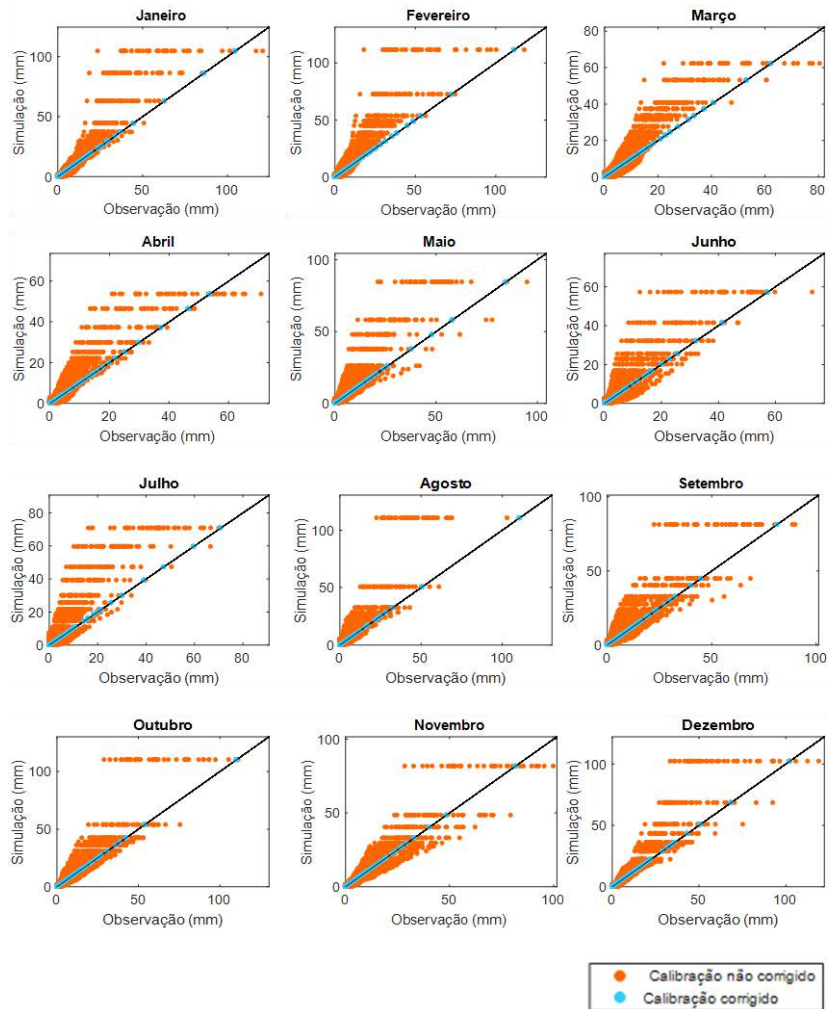 Janeiro
Fevereiro
Março
100
50
0
Simulação (mm)
0
50
100
Observação (mm)
100
50
0
Simulação (mm)
0
50
100
Observação (mm)
80
60
40
20
0
Simulação (mm)
0
20
40
60
80
Observação (mm)
Abril
Maio
Junho
60
40
20
0
Simulação (mm)
0
20
40
60
Observação (mm)
100
50
0
Simulação (mm)
0
50
100
Observação (mm)
60
40
20
0
Simulação (mm)
0
20
40
60
Observação (mm)
Julho
Agosto
Setembro
80
60
40
20
0
Simulação (mm)
0
20
40
60
80
Observação (mm)
100
50
0
Simulação (mm)
0
50
100
Observação (mm)
100
50
0
Simulação (mm)
0
50
100
Observação (mm)
Outubro
Novembro
Dezembro
100
50
0
Simulação (mm)
0
50
100
Observação (mm)
100
50
0
Simulação (mm)
0
50
100
Observação (mm)
100
50
0
Simulação (mm)
0
50
100
Observação (mm)
Calibração não corrigido
Calibração corrigido